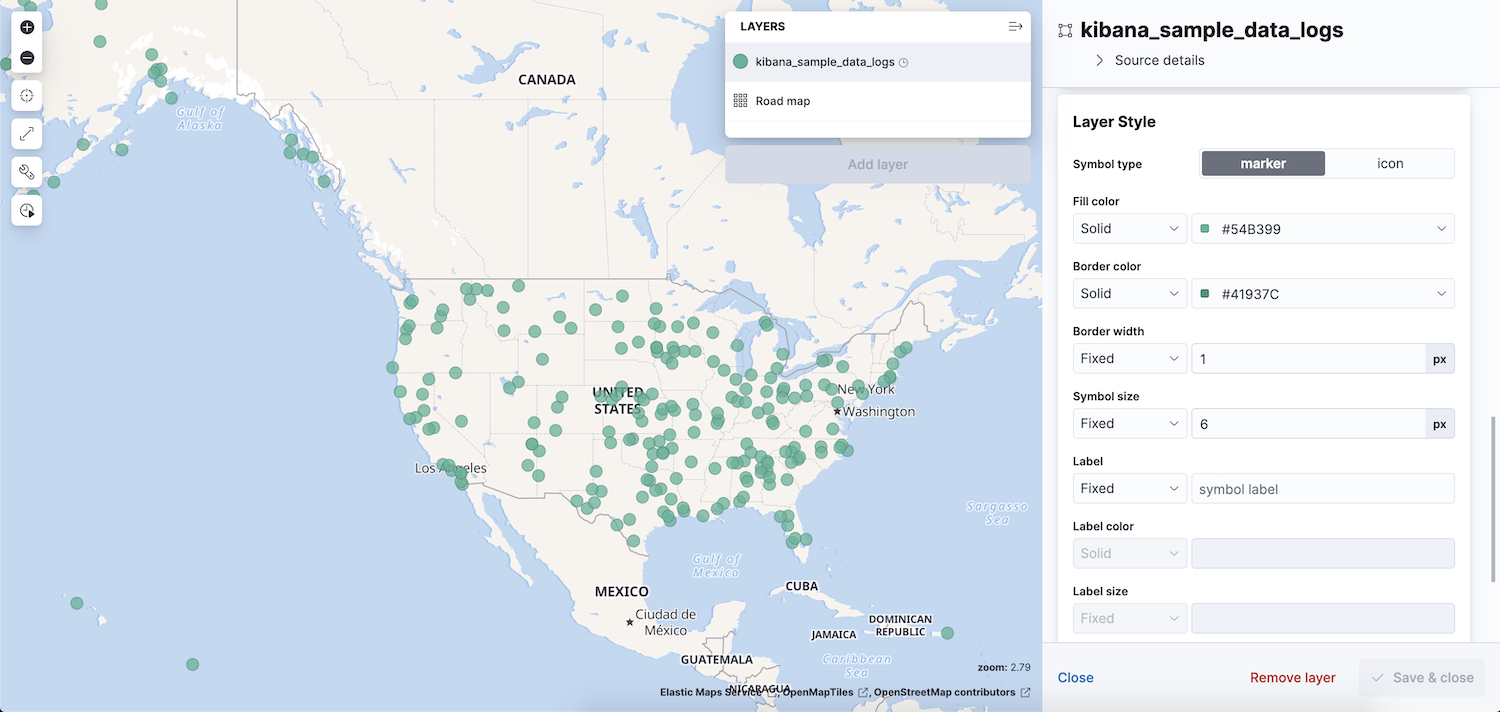 CANADA
Gulf of
Alaska
UNITED
STATES
New York
Washington
Los Angeles
Sargasso
Sea
Gulf of
Mexico
MEXICO
CUBA
Ciudad de
México
DOMINICAN
REPUBLIC
JAMAICA
GUATEMALA
Caribbean
Sea
NICARAGUA
zoom: 2.79
Elastic Maps Service, OpenMapTiles, OpenStreetMap contributors
LAYERS
kibana_sample_data_logs
Road map
Add layer
kibana_sample_data_logs
Source details
Layer Style
Symbol type marker icon
Fill color
Solid #54B399
Border color
Solid #41937C
Border width
Fixed 1 px
Symbol size
Fixed 6 px
Label
Fixed symbol label
Label color
Solid
Label size
Fixed
Close Remove layer Save & close